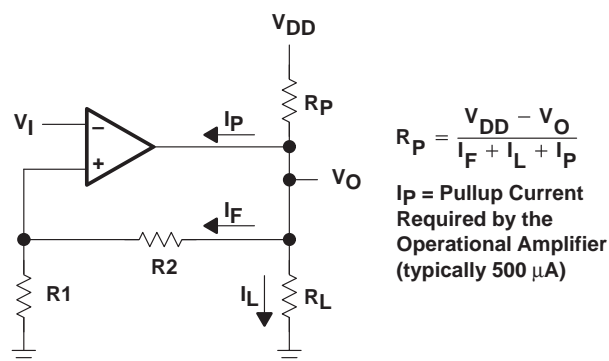 VDD
RP
VI
−
+
IP
VO
IF
R2
R1
IL
RL
RP = VDD − VO / IF + IL + IP
IP = Pullup Current
Required by the
Operational Amplifier
(typically 500 μA)